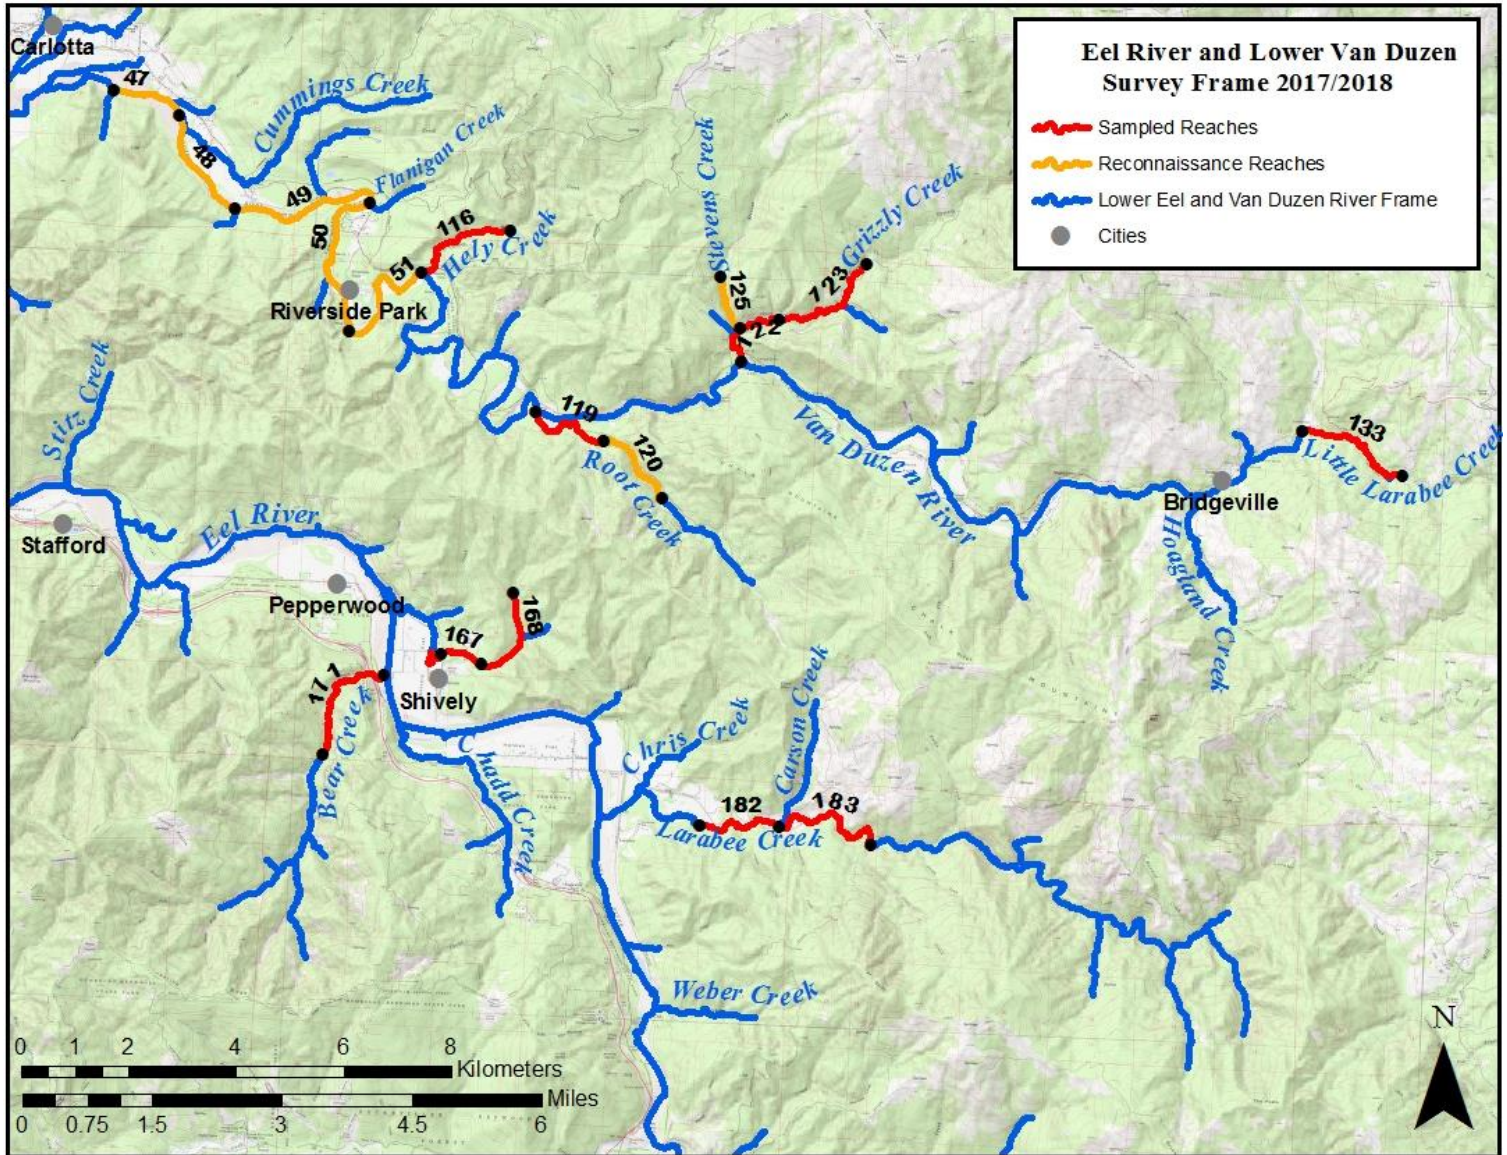 Carlotta
47
Cummings Creek
Eel River and Lower Van Duzen
Survey Frame 2017/2018
Sampled Reaches
Reconnaissance Reaches
Lower Eel and Van Duzen River Frame
Cities
48
49
Flanigan Creek
50
51
116
Hely Creek
Riverside Park
Stevens Creek
125
Grizzly Creek
123
122
Stitz Creek
119
120
Root Creek
Van Duzen River
133
Little Larabee Creek
Bridgeville
Hoagland Creek
Stafford
Eel River
Pepperwood
167
168
171
Bear Creek
Shively
Chadd Creek
Chris Creek
Carson Creek
182
183
Larabee Creek
Weber Creek
N
0 1 2 4 6 8
Kilometers
Miles
0 0.75 1.5 3 4.5 6